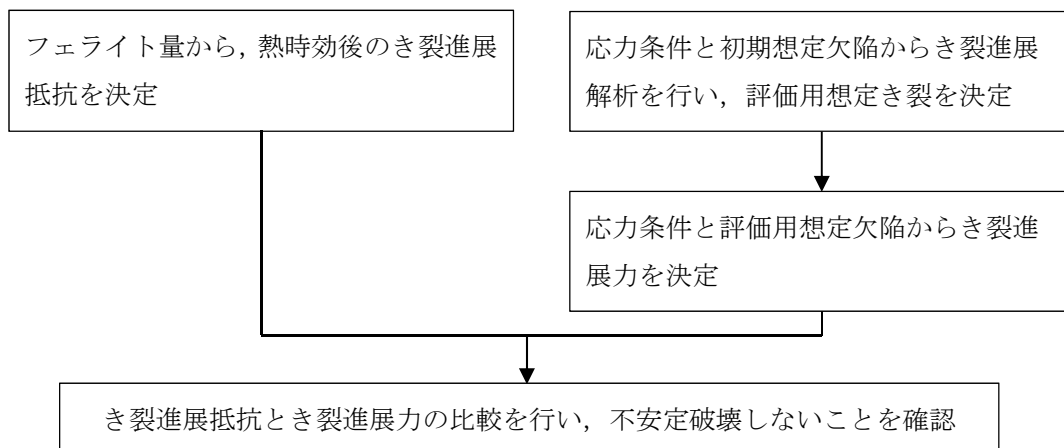 フェライト量から，熱時効後のき裂進展
抵抗を決定
応力条件と初期想定欠陥からき裂進展
解析を行い，評価用想定き裂を決定
応力条件と評価用想定欠陥からき裂進
展力を決定
き裂進展抵抗とき裂進展力の比較を行い，不安定破壊しないことを確認